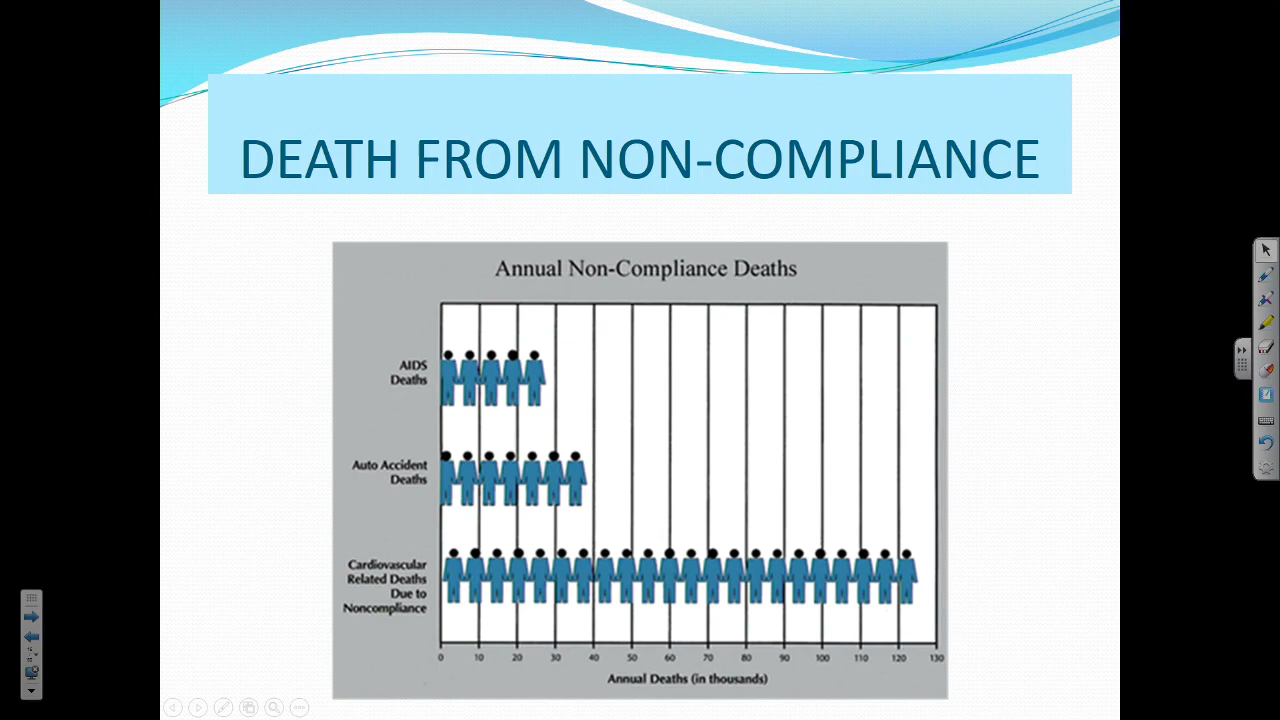 DEATH FROM NON-COMPLIANCE
Annual Non-Compliance Deaths
AIDS
Deaths
Auto Accident
Deaths
Cardiovascular
Related Deaths
Due to
Noncompliance
0 10 20 30 40 50 60 70 80 90 100 110 120 130
Annual Deaths (in thousands)